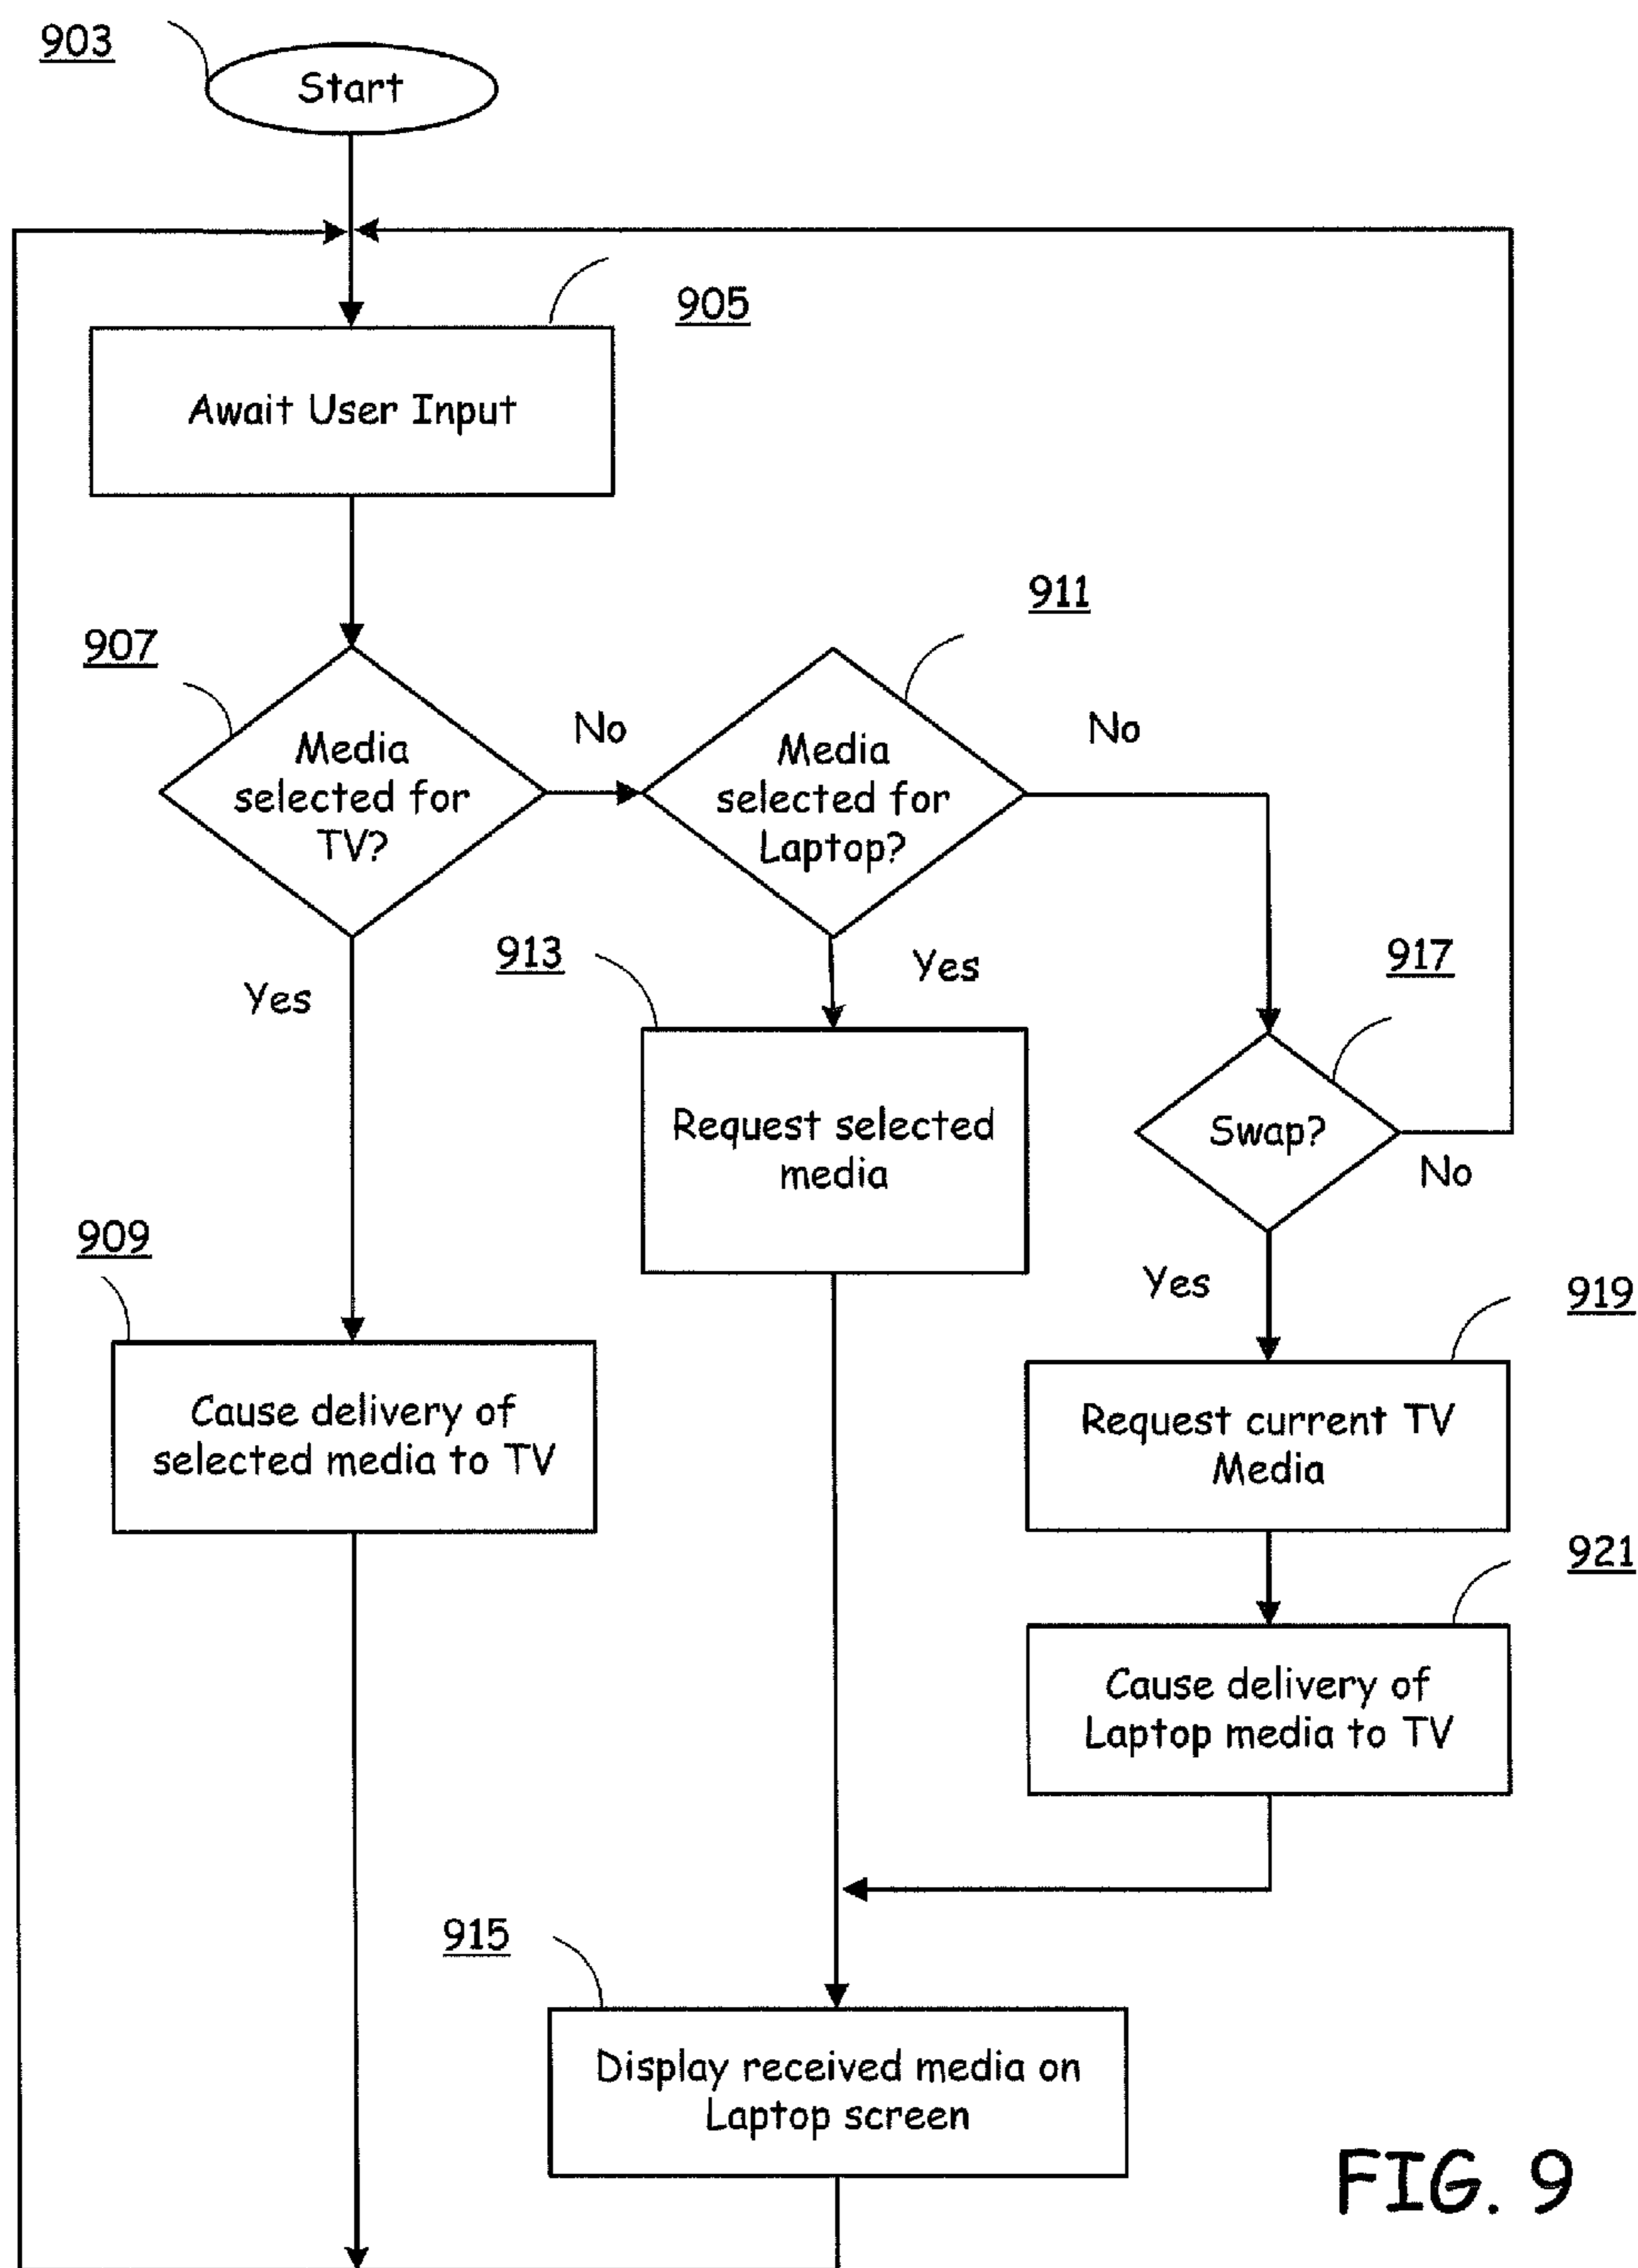 903
Start
905
Await User Input
911
907
No
No
Media
selected for
TV?
Media
selected for
Laptop?
913
Yes
917
Yes
Request selected
media
Swap?
No
909
Yes
919
Cause delivery of
selected media to TV
Request current TV
Media
921
Cause delivery of
Laptop media to TV
915
Display received media on
Laptop screen
FIG. 9